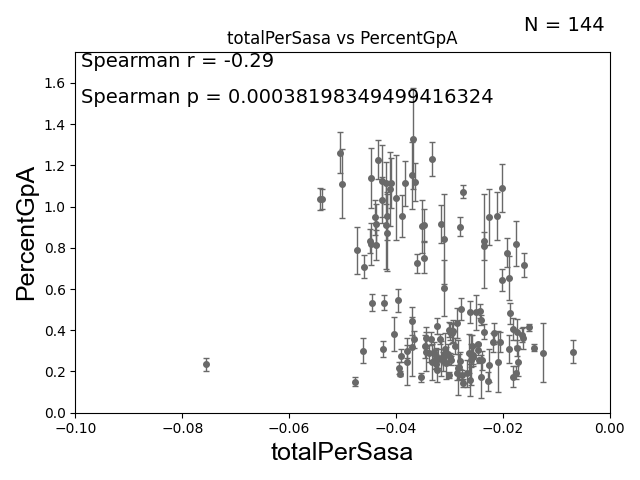 N = 144
totalPerSasa vs PercentGpA
Spearman r = -0.29
Spearman p = 0.00038198349499416324
PercentGpA
1.6
1.4
1.2
1.0
0.8
0.6
0.4
0.2
0.0
−0.10 −0.08 −0.06 −0.04 −0.02 0.00
totalPerSasa